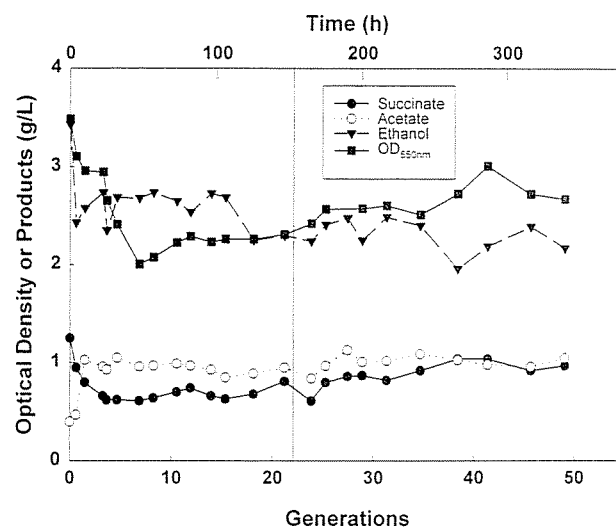 Time (h)
0 100 200 300
Optical Density or Products (g/L)
4
3
2
1
0
Succinate
Acetate
Ethanol
OD550nm
0 10 20 30 40 50
Generations